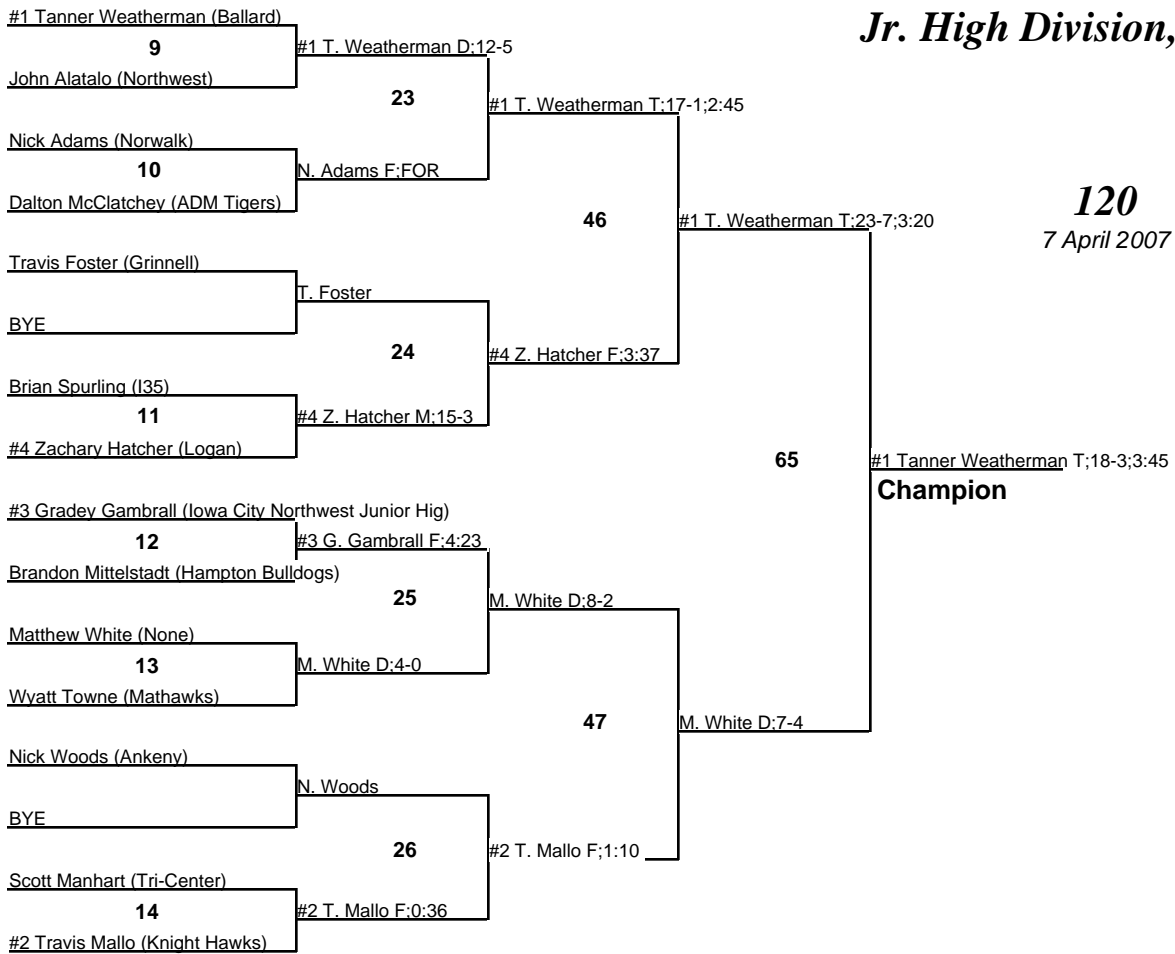 #1 Tanner Weatherman (Ballard)
Jr. High Division,
9
#1 T. Weatherman D;12-5
John Alatalo (Northwest)
23
#1 T. Weatherman T;17-1;2:45
Nick Adams (Norwalk)
10
N. Adams F;FOR
Dalton McClatchey (ADM Tigers)
120
46
#1 T. Weatherman T;23-7;3:20
7 April 2007
Travis Foster (Grinnell)
T. Foster
BYE
24
#4 Z. Hatcher F;3:37
Brian Spurling (I35)
11
#4 Z. Hatcher M;15-3
#4 Zachary Hatcher (Logan)
65
#1 Tanner Weatherman T;18-3;3:45
Champion
#3 Gradey Gambrall (Iowa City Northwest Junior Hig)
12
#3 G. Gambrall F;4:23
Brandon Mittelstadt (Hampton Bulldogs)
25
M. White D;8-2
Matthew White (None)
13
M. White D;4-0
Wyatt Towne (Mathawks)
47
M. White D;7-4
Nick Woods (Ankeny)
N. Woods
BYE
26
#2 T. Mallo F;1:10
Scott Manhart (Tri-Center)
14
#2 T. Mallo F;0:36
#2 Travis Mallo (Knight Hawks)